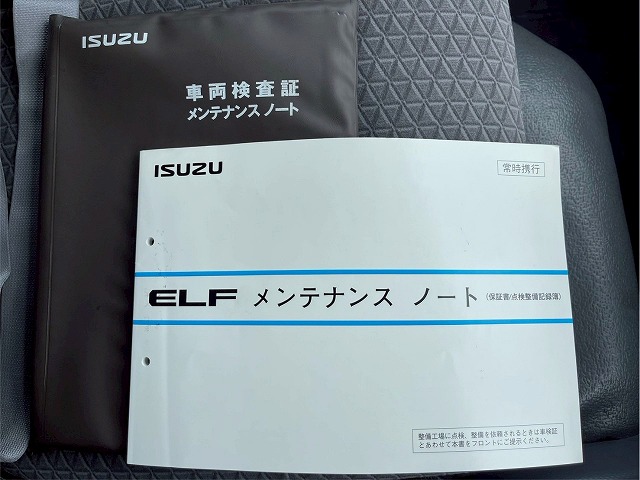 ISUZU
車両検査証
メンテナンス ノート
ISUZU
常時携行
ELF メンテナンス ノート (保証書/点検整備記録簿)
整備工場に点検、整備を依頼されるときは車検証
とあわせて本書をフロントにご提示ください。